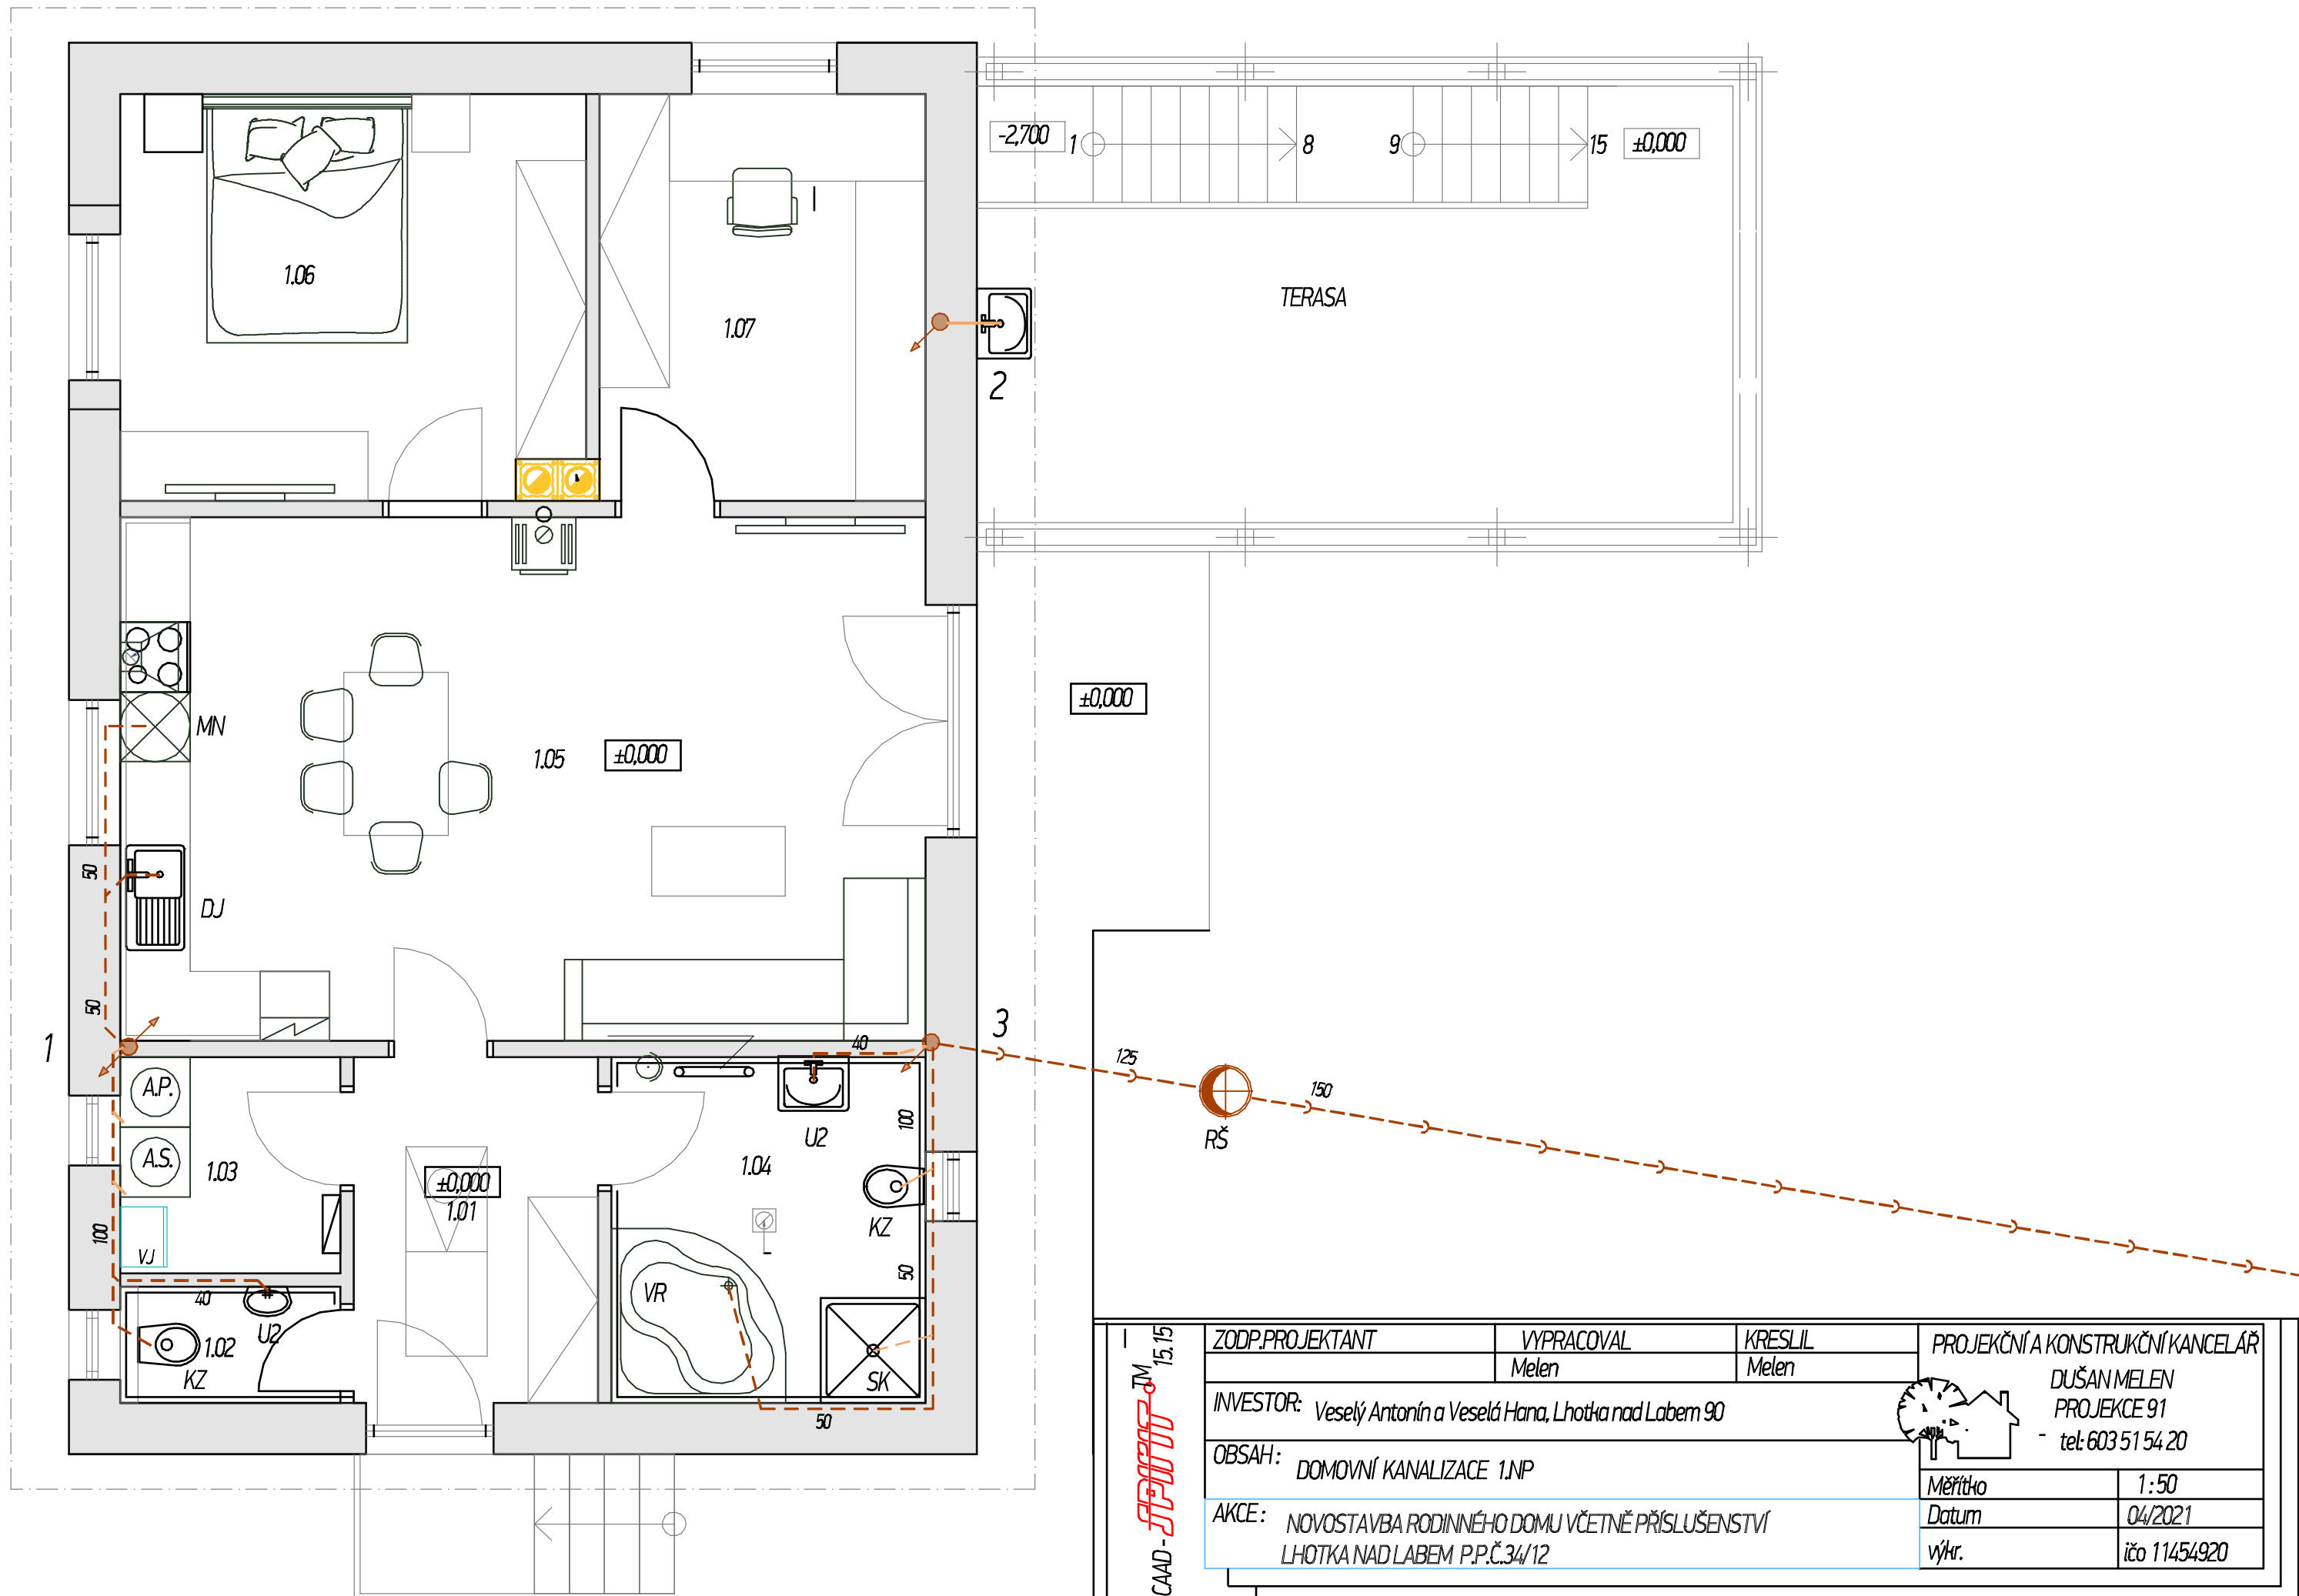 -2,700
1
8
9
15
±0,000
1.06
1.07
TERASA
2
MN
1.05
±0,000
±0,000
50
DJ
50
1
3
40
125
150
RŠ
A.P.
A.S.
1.03
100
VJ
±0,000
1.01
U2
1.04
100
KZ
50
VR
SK
50
40
U2
1.02
KZ
CAAD - SPIRIT TM 15.15
ZODP.PROJEKTANT
VYPRACOVAL
KRESLIL
Melen
Melen
PROJEKČNÍ A KONSTRUKČNÍ KANCELÁŘ
DUŠAN MELEN
PROJEKCE 91
- tel: 603 51 54 20
INVESTOR: Veselý Antonín a Veselá Hana, Lhotka nad Labem 90
OBSAH : DOMOVNÍ KANALIZACE 1.NP
AKCE : NOVOSTAVBA RODINNÉHO DOMU VČETNĚ PŘÍSLUŠENSTVÍ
LHOTKA NAD LABEM P.P.Č.34/12
Měřítko 1 : 50
Datum 04/2021
výkr. ičo 11454920